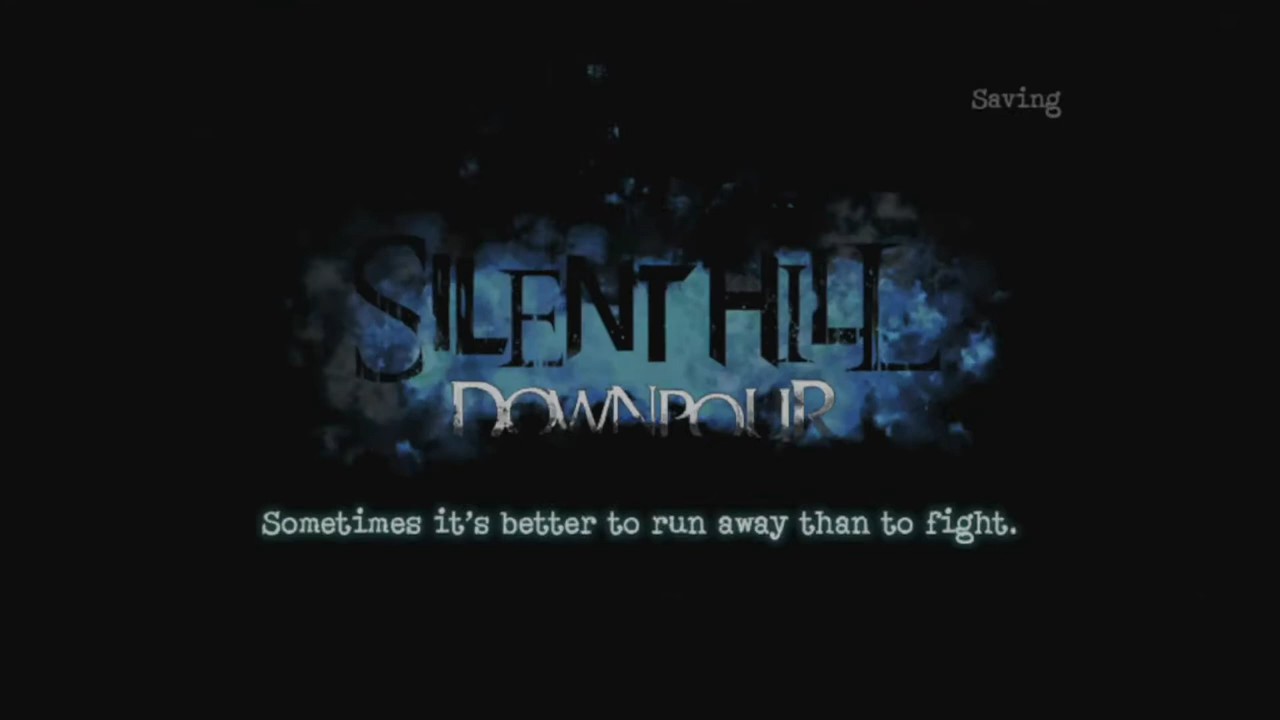 Saving
SILENT HILL
DOWNPOUR
Sometimes it's better to run away than to fight.